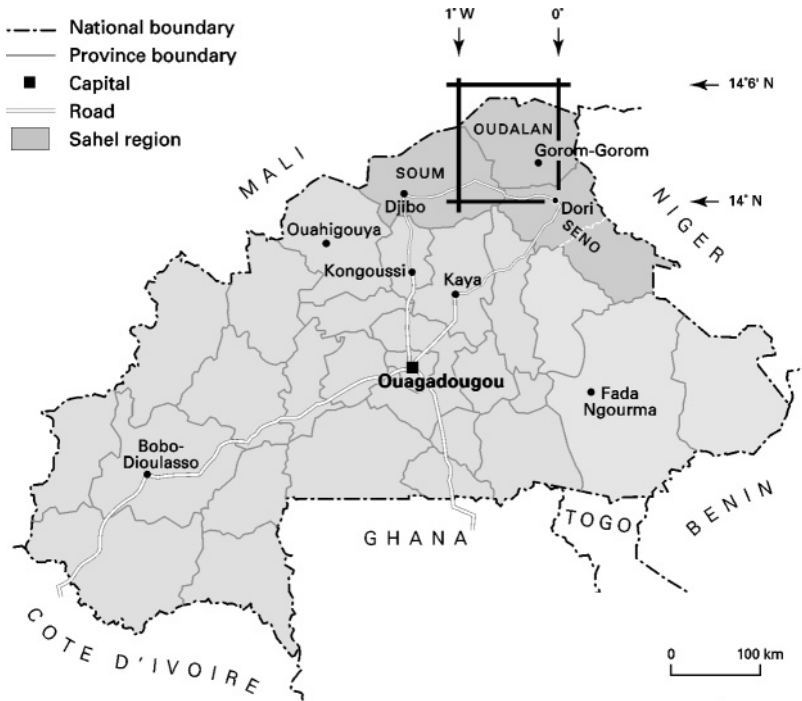 National boundary
Province boundary
Capital
Road
Sahel region
1° W
0°
14°6' N
14° N
OUDALAN
Gorom-Gorom
SOUM
Djibo
Dori
SENO
MALI
NIGER
Ouahigouya
Kongoussi
Kaya
Ouagadougou
Fada
Ngourma
Bobo-
Dioulasso
GHANA
TOGO
BENIN
COTE D'IVOIRE
0
100 km